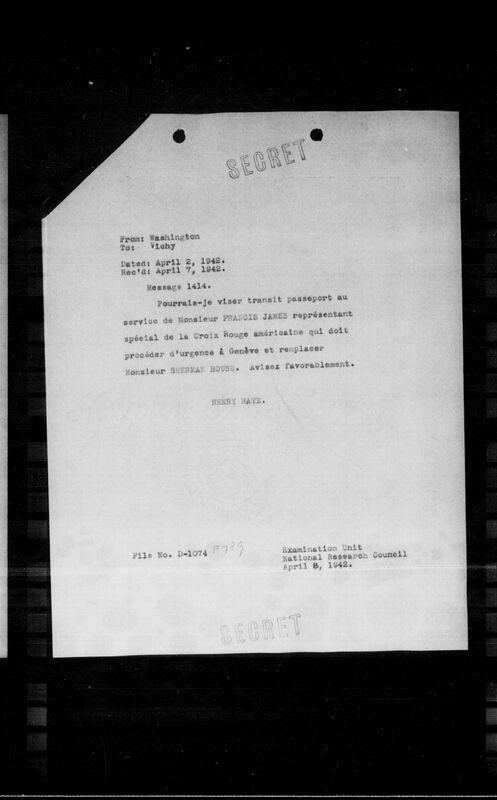 SECRET
From: Washington
To: Vichy
Dated: April 2, 1942.
Rec'd: April 7, 1942.
Message 1414.
Pourrais-je viser transit passeport au
service de Monsieur FRANCIS JAMES représentant
spécial de la Croix Rouge américaine qui doit
procéder d'urgence à Genève et remplacer
Monsieur SHERMAN HOUSE. Avisez favorablement.
HENRY HAYE.
File No. D-1074 F789
Examination Unit
National Research Council
April 8, 1942.
SECRET